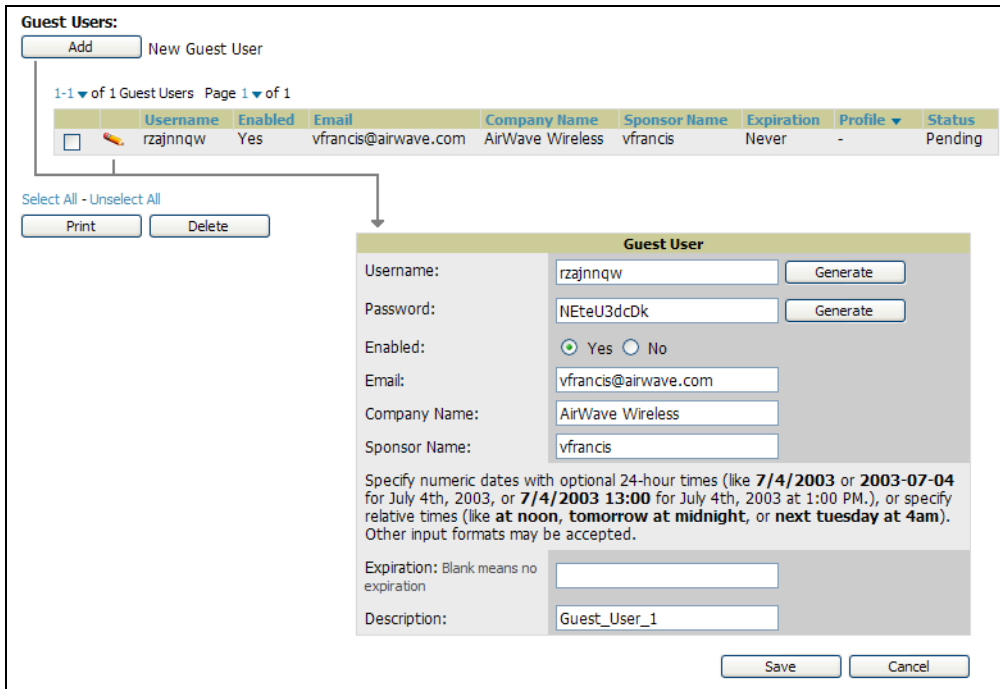 Guest Users:
Add New Guest User
1-1 of 1 Guest Users Page 1 of 1
Username Enabled Email Company Name Sponsor Name Expiration Profile Status
rzajnnqw Yes vfrancis@airwave.com AirWave Wireless vfrancis Never - Pending
Select All - Unselect All
Print Delete
Guest User
Username: rzajnnqw Generate
Password: NEteU3dcDk Generate
Enabled: Yes No
Email: vfrancis@airwave.com
Company Name: AirWave Wireless
Sponsor Name: vfrancis
Specify numeric dates with optional 24-hour times (like 7/4/2003 or 2003-07-04
for July 4th, 2003, or 7/4/2003 13:00 for July 4th, 2003 at 1:00 PM.), or specify
relative times (like at noon, tomorrow at midnight, or next tuesday at 4am).
Other input formats may be accepted.
Expiration: Blank means no
expiration
Description: Guest_User_1
Save Cancel